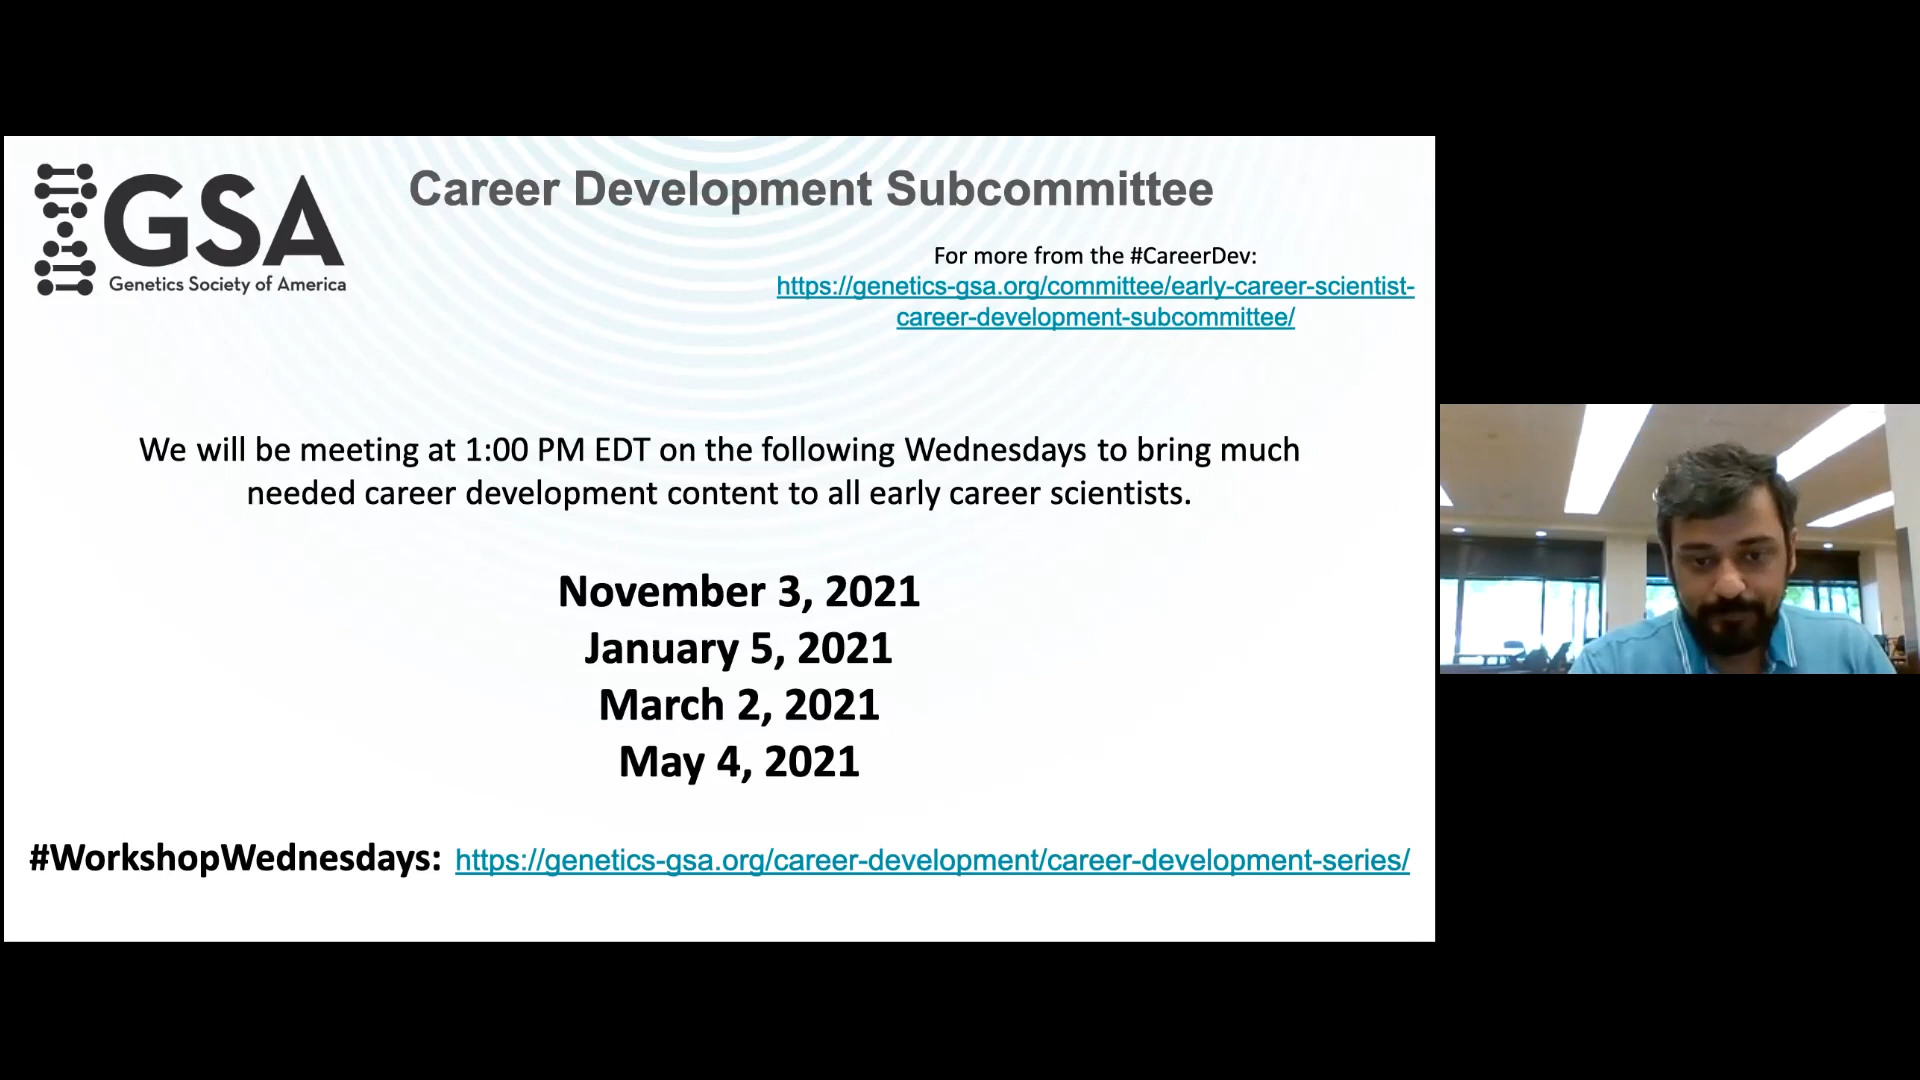 GSA
Genetics Society of America
Career Development Subcommittee
For more from the #CareerDev:
https://genetics-gsa.org/committee/early-career-scientist-
career-development-subcommittee/
We will be meeting at 1:00 PM EDT on the following Wednesdays to bring much
needed career development content to all early career scientists.
November 3, 2021
January 5, 2021
March 2, 2021
May 4, 2021
#WorkshopWednesdays: https://genetics-gsa.org/career-development/career-development-series/